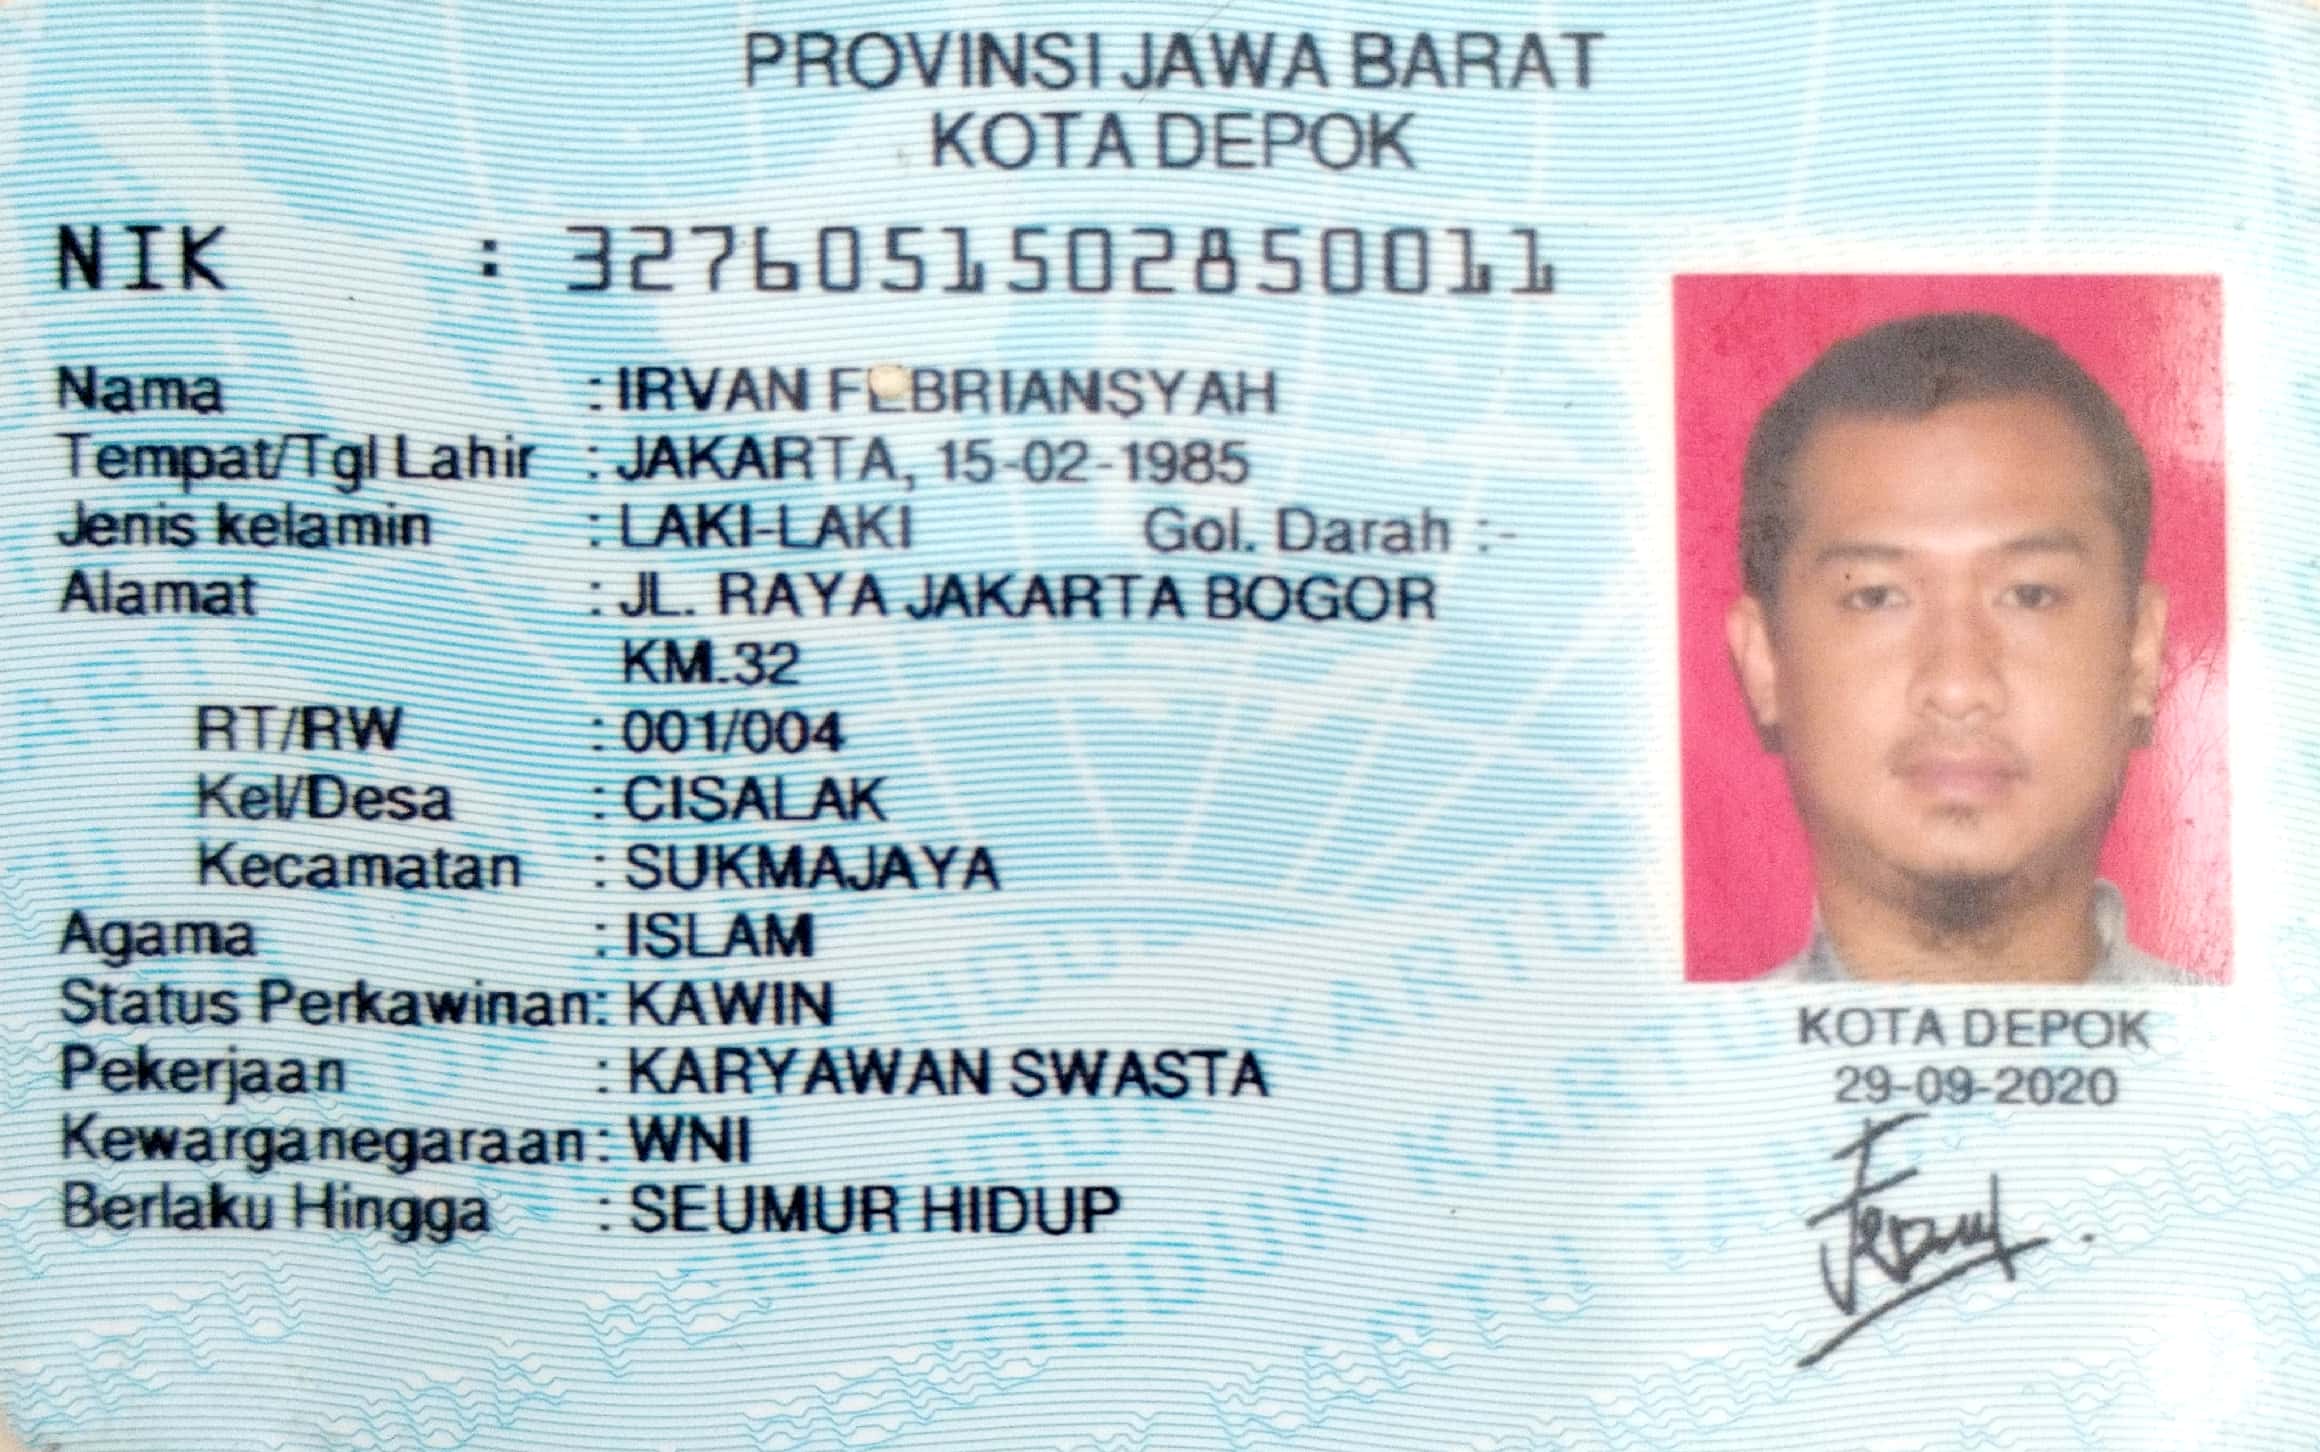 PROVINSI JAWA BARAT
KOTA DEPOK
NIK : 3276051502850011
Nama : IRVAN FEBRIANSYAH
Tempat/Tgl Lahir : JAKARTA, 15-02-1985
Jenis kelamin : LAKI-LAKI Gol. Darah :-
Alamat : JL. RAYA JAKARTA BOGOR
KM.32
RT/RW : 001/004
Kel/Desa : CISALAK
Kecamatan : SUKMAJAYA
Agama : ISLAM
Status Perkawinan: KAWIN
Pekerjaan : KARYAWAN SWASTA
Kewarganegaraan: WNI
Berlaku Hingga : SEUMUR HIDUP
KOTA DEPOK
29-09-2020